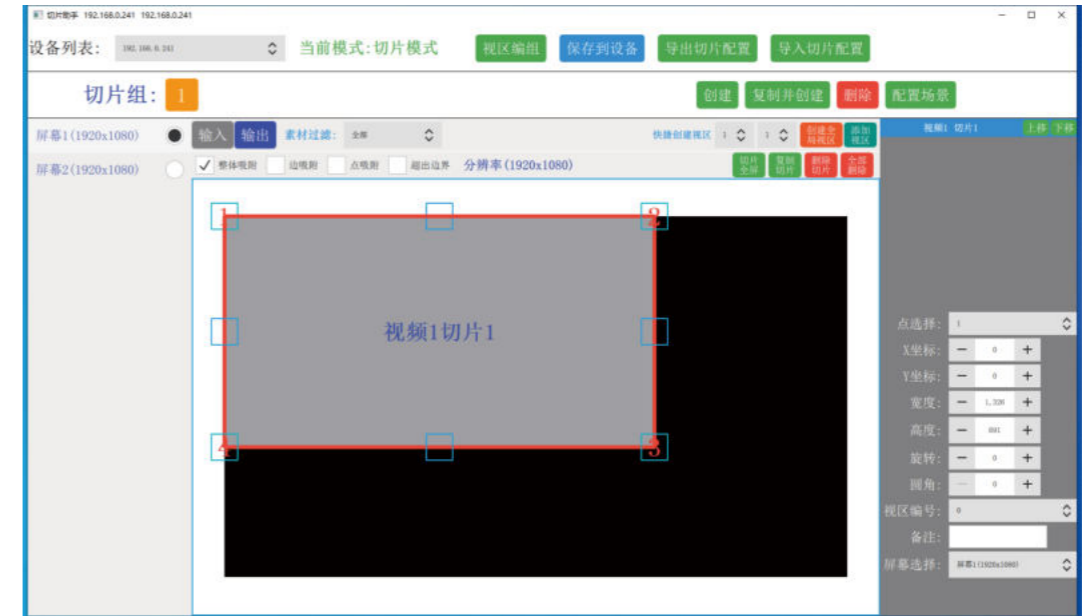 切片助手 192.168.0.241 192.168.0.241
设备列表: 192.168.0.241 当前模式:切片模式 视区编组 保存到设备 导出切片配置 导入切片配置
切片组: 1 创建 复制并创建 删除 配置场景
屏幕1(1920x1080) 输入 输出 素材过滤: 全部 快捷创建视区 1 1 创建全局视区 添加视区 视频1 切片1 上移 下移
屏幕2(1920x1080) 整体吸附 边吸附 点吸附 超出边界 分辨率(1920x1080) 切片全屏 复制切片 删除切片 全部删除
1 2
视频1切片1
4 3
点选择: 1
X坐标: 0
Y坐标: 0
宽度:
高度:
旋转: 0
圆角: 0
视区编号: 0
备注:
屏幕选择: 屏幕1(1920x1080)